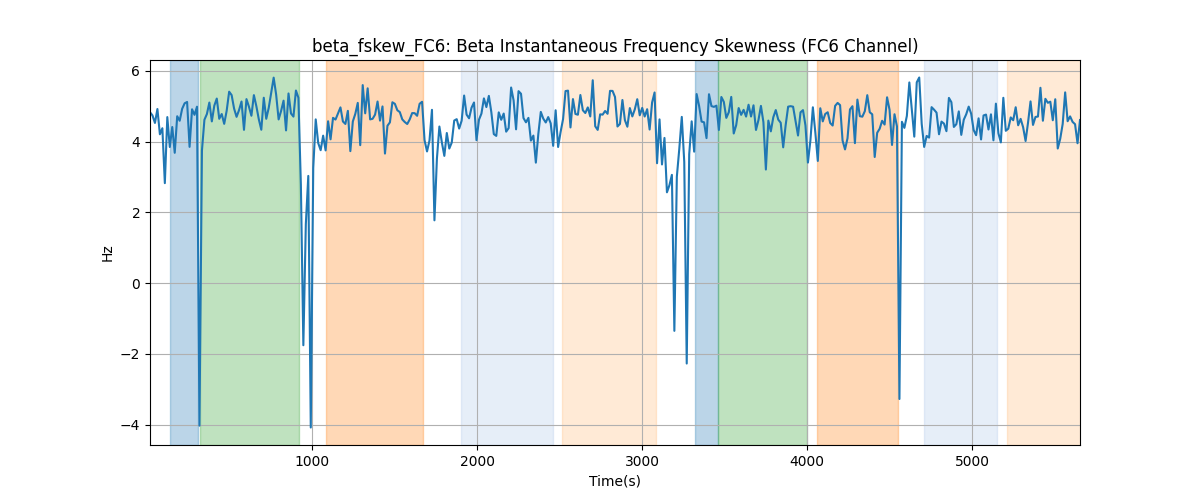 beta_fskew_FC6: Beta Instantaneous Frequency Skewness (FC6 Channel)
6
4
2
0
−2
−4
Hz
1000 2000 3000 4000 5000
Time(s)